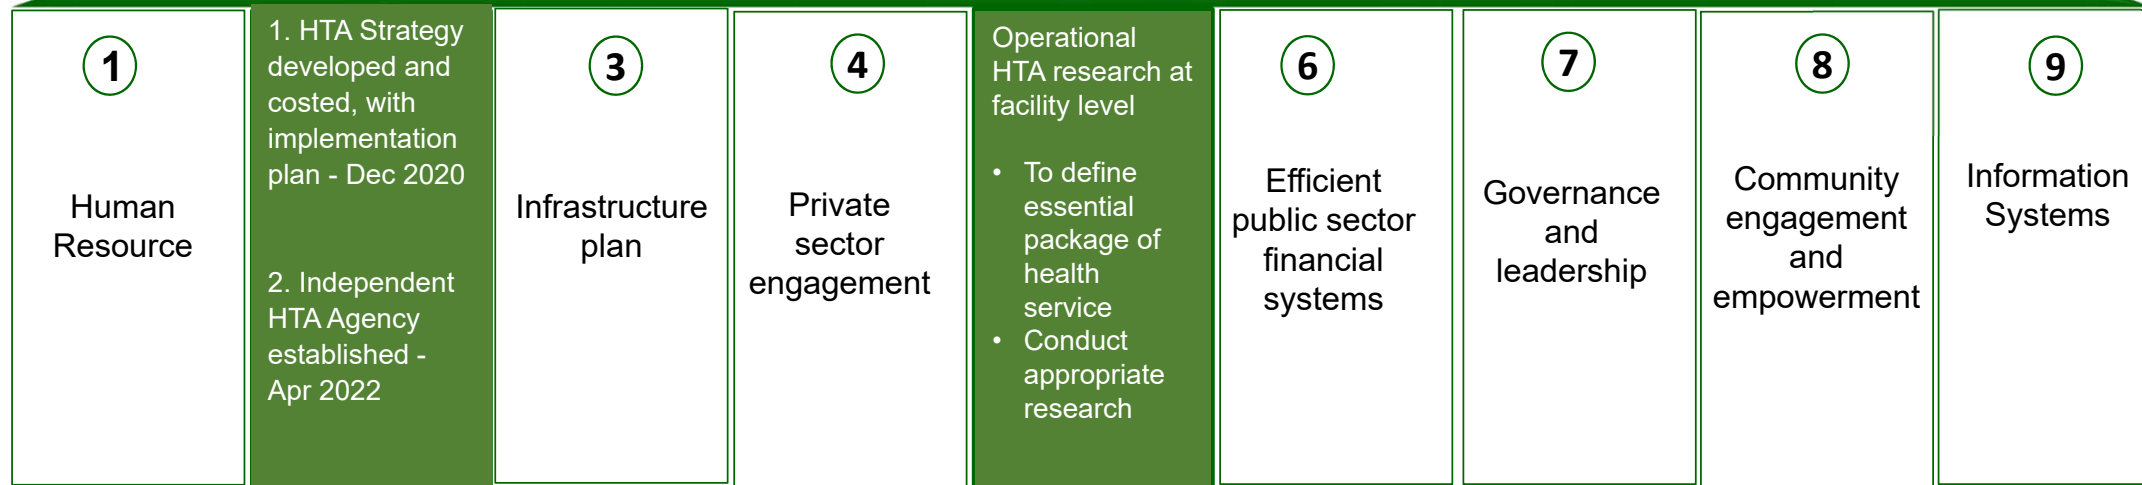 1
Human
Resource
1. HTA Strategy
developed and
costed, with
implementation
plan - Dec 2020
2. Independent
HTA Agency
established -
Apr 2022
3
Infrastructure
plan
4
Private
sector
engagement
Operational
HTA research at
facility level
• To define
essential
package of
health
service
• Conduct
appropriate
research
6
Efficient
public sector
financial
systems
7
Governance
and
leadership
8
Community
engagement
and
empowerment
9
Information
Systems